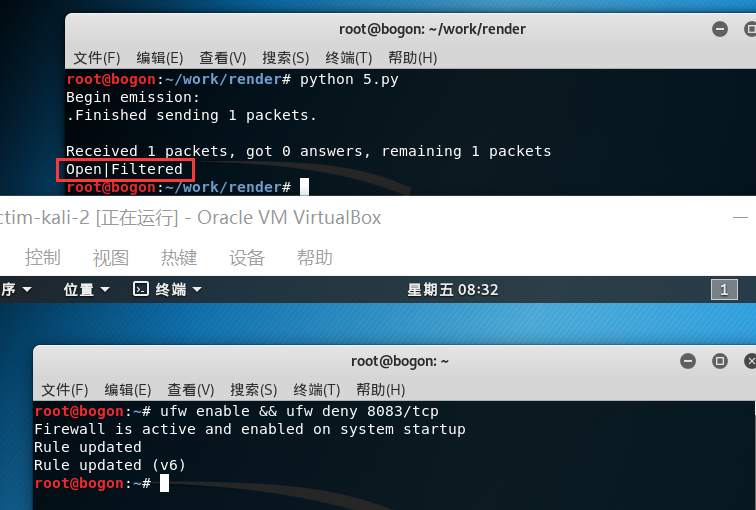 root@bogon: ~/work/render
文件(F) 编辑(E) 查看(V) 搜索(S) 终端(T) 帮助(H)
root@bogon:~/work/render# python 5.py
Begin emission:
.Finished sending 1 packets.
Received 1 packets, got 0 answers, remaining 1 packets
Open|Filtered
root@bogon:~/work/render#
ctim-kali-2 [正在运行] - Oracle VM VirtualBox
控制 视图 热键 设备 帮助
序 位置 终端 星期五 08:32 1
root@bogon: ~
文件(F) 编辑(E) 查看(V) 搜索(S) 终端(T) 帮助(H)
root@bogon:~# ufw enable && ufw deny 8083/tcp
Firewall is active and enabled on system startup
Rule updated
Rule updated (v6)
root@bogon:~#